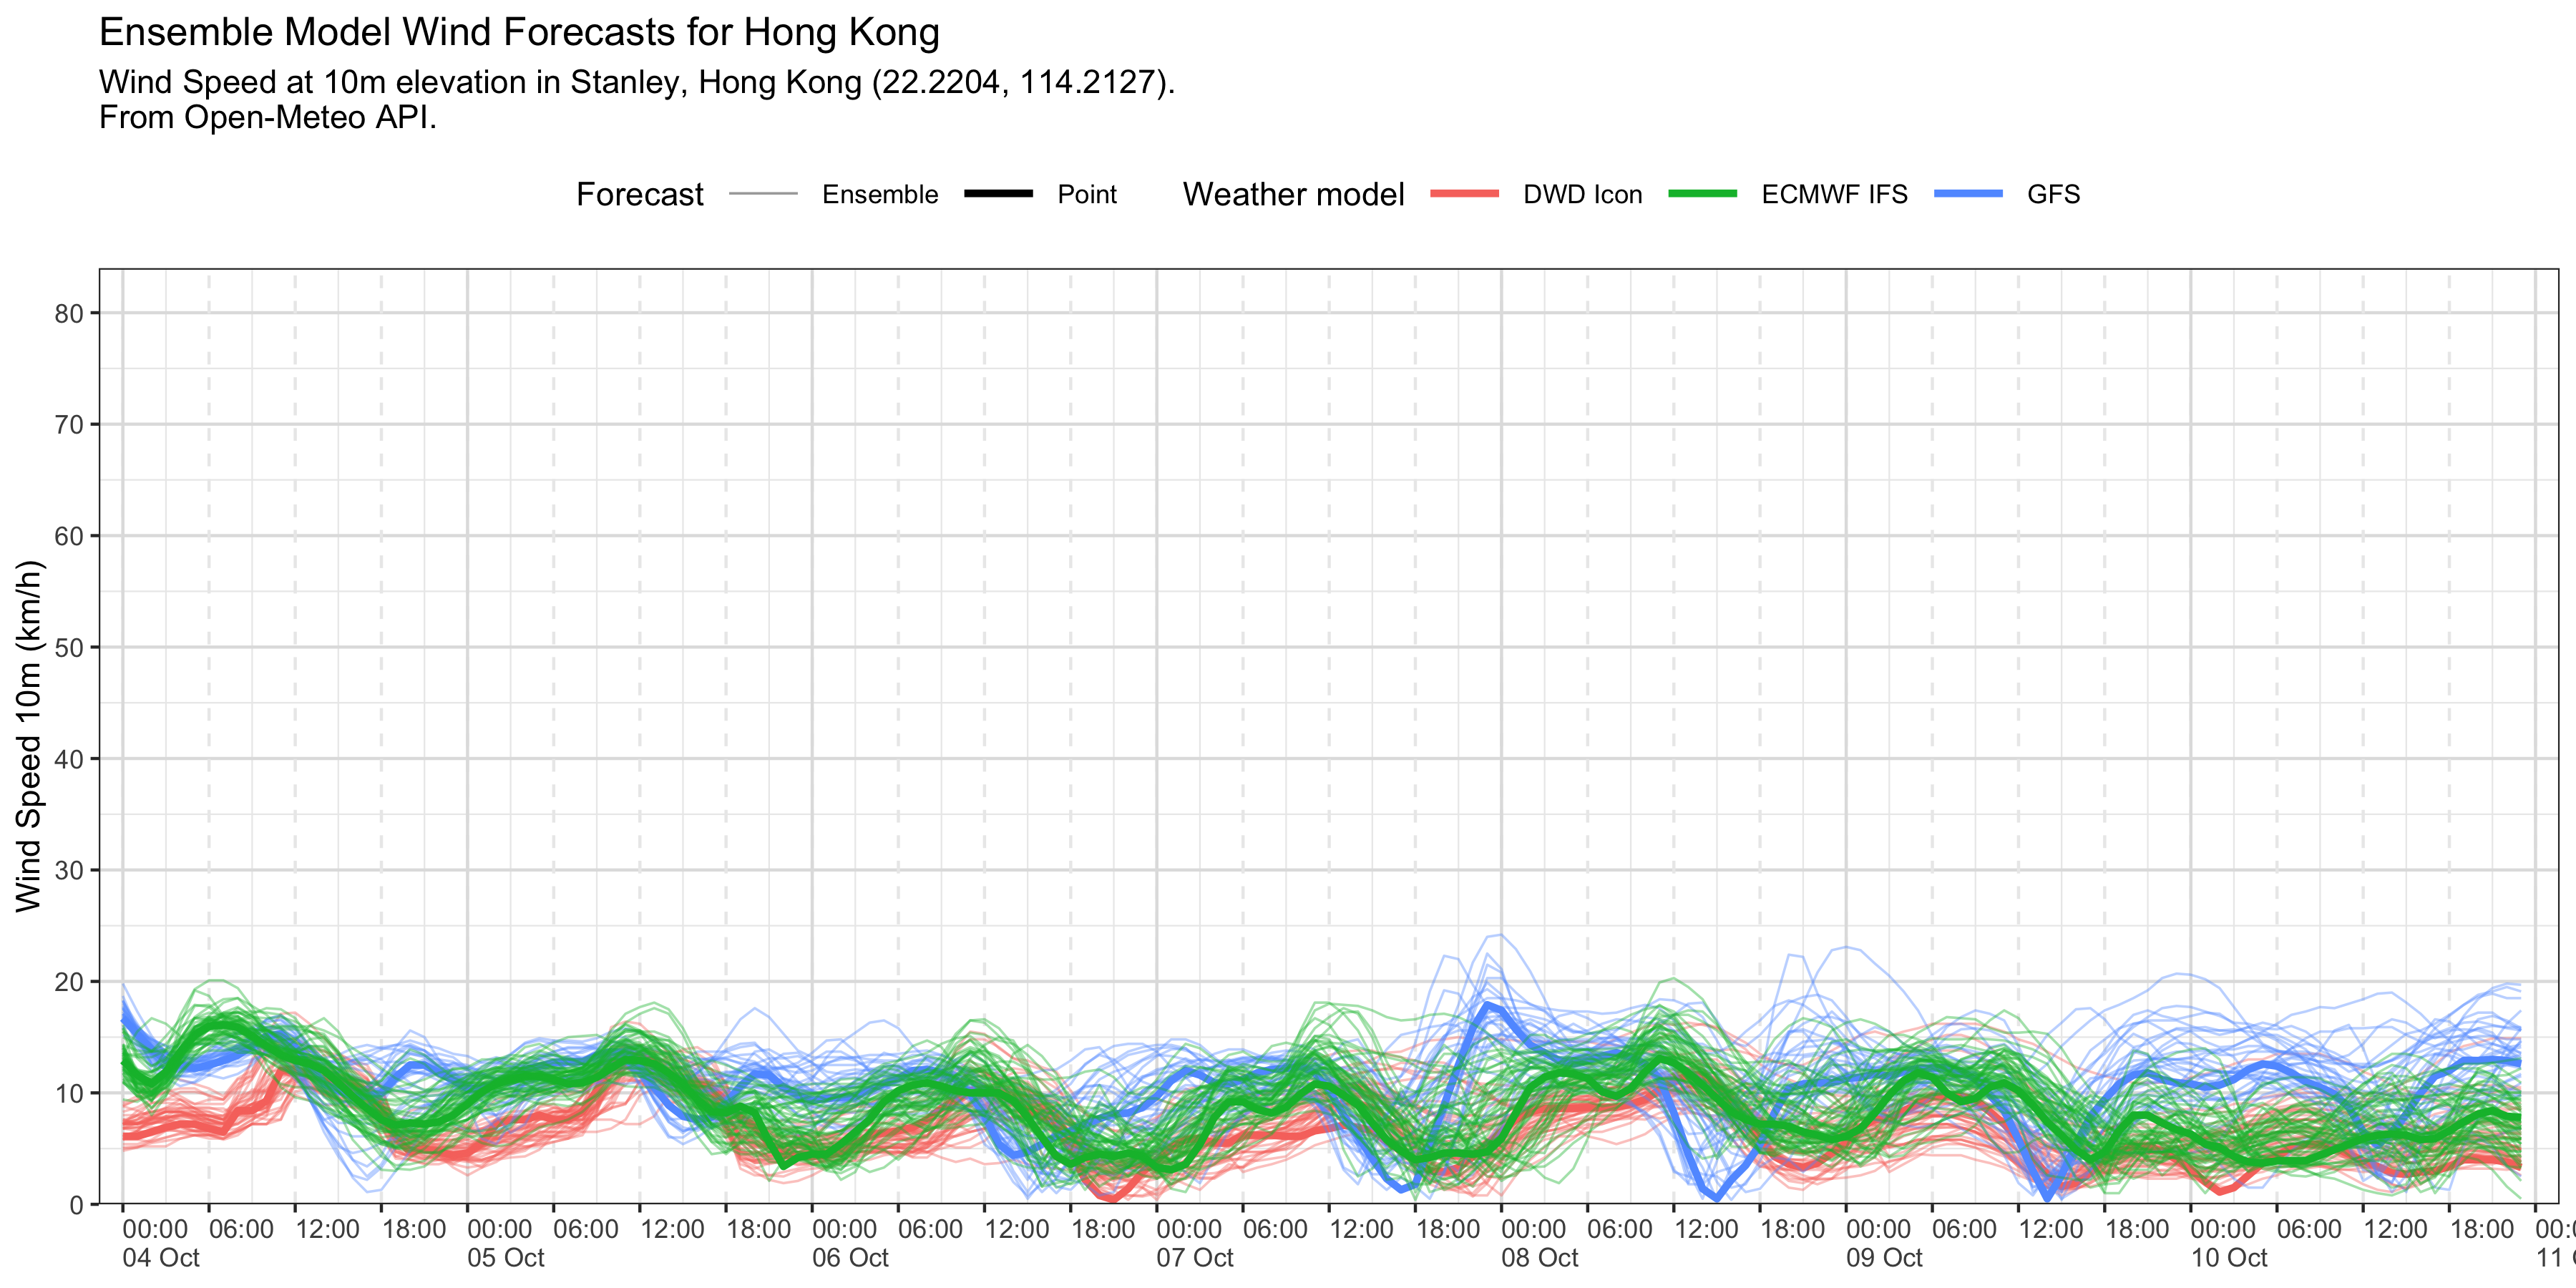 Ensemble Model Wind Forecasts for Hong Kong
Wind Speed at 10m elevation in Stanley, Hong Kong (22.2204, 114.2127).
From Open-Meteo API.
Forecast Ensemble Point Weather model DWD Icon ECMWF IFS GFS
Wind Speed 10m (km/h)
80
70
60
50
40
30
20
10
0
00:00 06:00 12:00 18:00 00:00 06:00 12:00 18:00 00:00 06:00 12:00 18:00 00:00 06:00 12:00 18:00 00:00 06:00 12:00 18:00 00:00 06:00 12:00 18:00 00:00 06:00 12:00 18:00
04 Oct 05 Oct 06 Oct 07 Oct 08 Oct 09 Oct 10 Oct 11